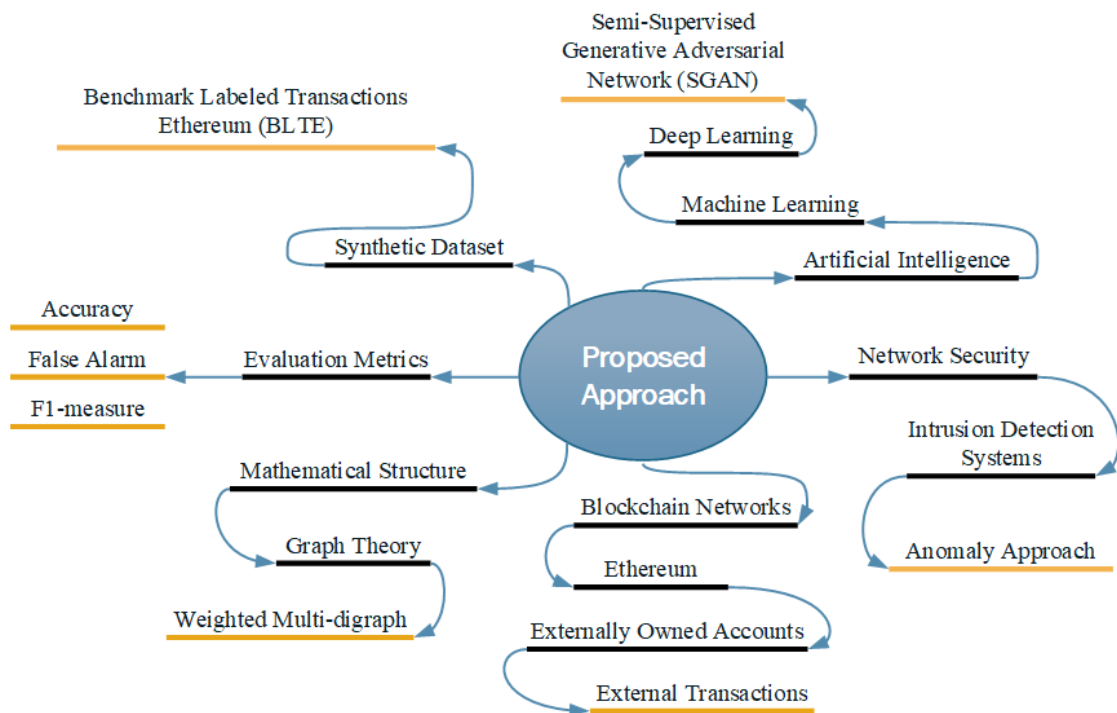 Semi-Supervised
Generative Adversarial
Network (SGAN)
Benchmark Labeled Transactions
Ethereum (BLTE)
Deep Learning
Machine Learning
Synthetic Dataset
Artificial Intelligence
Accuracy
False Alarm
F1-measure
Evaluation Metrics
Proposed
Approach
Network Security
Intrusion Detection
Systems
Anomaly Approach
Mathematical Structure
Graph Theory
Weighted Multi-digraph
Blockchain Networks
Ethereum
Externally Owned Accounts
External Transactions